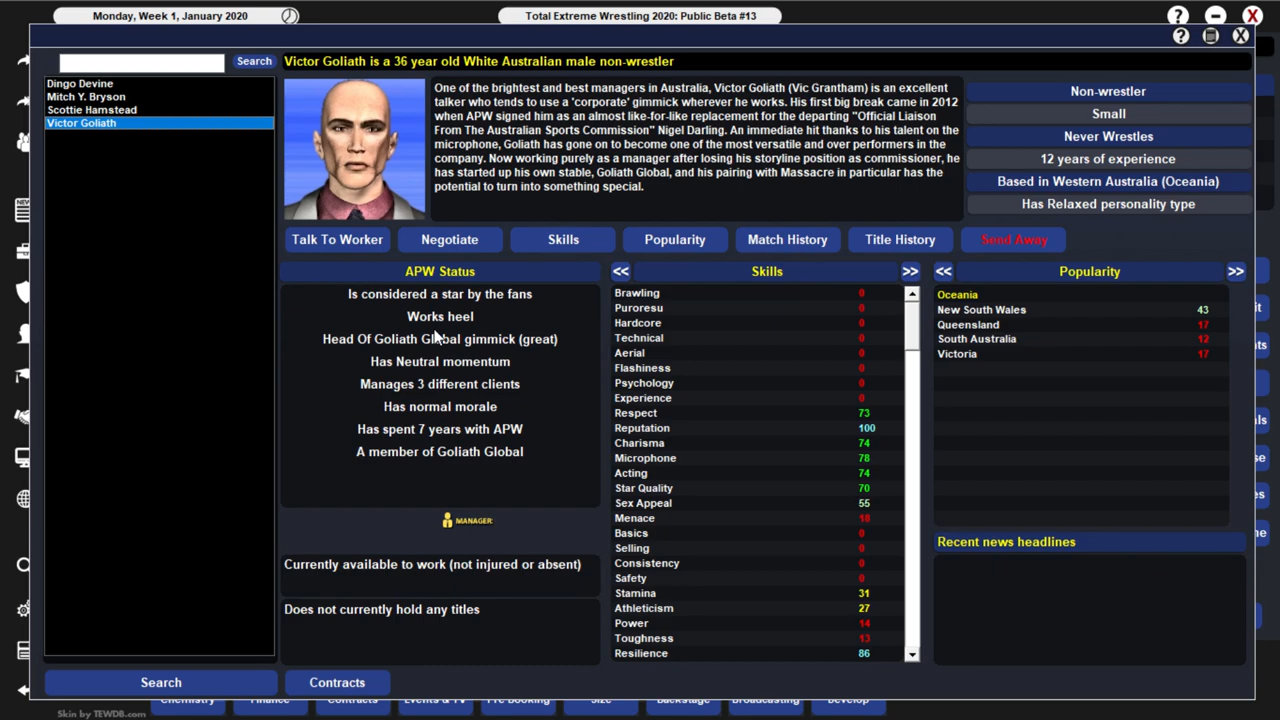 Monday, Week 1, January 2020
Total Extreme Wrestling 2020: Public Beta #13
Search
Victor Goliath is a 36 year old White Australian male non-wrestler
Dingo Devine
Mitch Y. Bryson
Scottie Hamstead
Victor Goliath
One of the brightest and best managers in Australia, Victor Goliath (Vic Grantham) is an excellent
talker who tends to use a 'corporate' gimmick wherever he works. His first big break came in 2012
when APW signed him as an almost like-for-like replacement for the departing "Official Liaison
From The Australian Sports Commission" Nigel Darling. An immediate hit thanks to his talent on the
microphone, Goliath has gone on to become one of the most versatile and over performers in the
company. Now working purely as a manager after losing his storyline position as commissioner, he
has started up his own stable, Goliath Global, and his pairing with Massacre in particular has the
potential to turn into something special.
Non-wrestler
Small
Never Wrestles
12 years of experience
Based in Western Australia (Oceania)
Has Relaxed personality type
Talk To Worker
Negotiate
Skills
Popularity
Match History
Title History
Send Away
APW Status
Is considered a star by the fans
Works heel
Head Of Goliath Global gimmick (great)
Has Neutral momentum
Manages 3 different clients
Has normal morale
Has spent 7 years with APW
A member of Goliath Global
MANAGER
Currently available to work (not injured or absent)
Does not currently hold any titles
<< Skills >>
Brawling 0
Puroresu 0
Hardcore 0
Technical 0
Aerial 0
Flashiness 0
Psychology 0
Experience 0
Respect 73
Reputation 100
Charisma 74
Microphone 78
Acting 74
Star Quality 70
Sex Appeal 55
Menace 18
Basics 0
Selling 0
Consistency 0
Safety 0
Stamina 31
Athleticism 27
Power 14
Toughness 13
Resilience 86
<< Popularity >>
Oceania
New South Wales 43
Queensland 17
South Australia 12
Victoria 17
Recent news headlines
Search
Contracts
Skin by TEWDB.com
Chemistry
Finance
Contracts
Events & TV
Pre Booking
Size
Backstage
Broadcasting
Develop